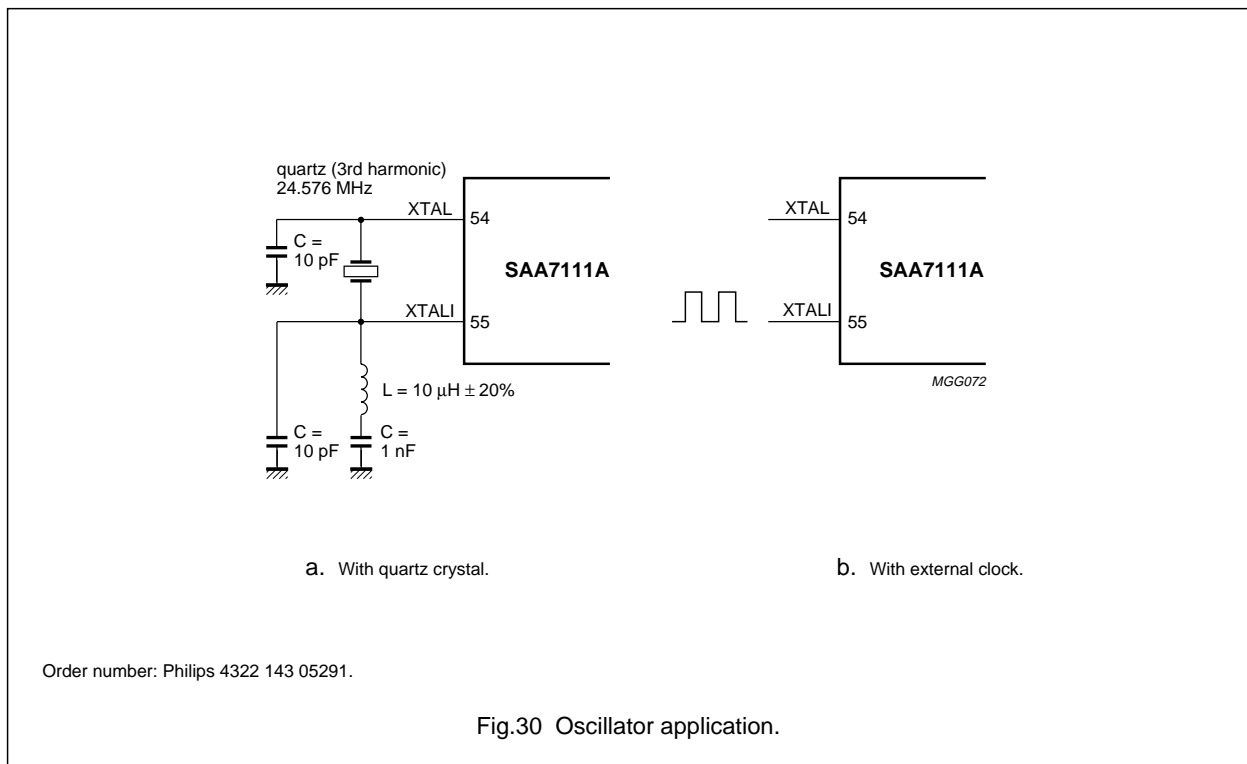 quartz (3rd harmonic)
24.576 MHz
XTAL
54
C =
10 pF
SAA7111A
XTALI
55
L = 10 μH ± 20%
C =
10 pF
C =
1 nF
XTAL
54
SAA7111A
XTALI
55
MGG072
a. With quartz crystal.
b. With external clock.
Order number: Philips 4322 143 05291.
Fig.30 Oscillator application.